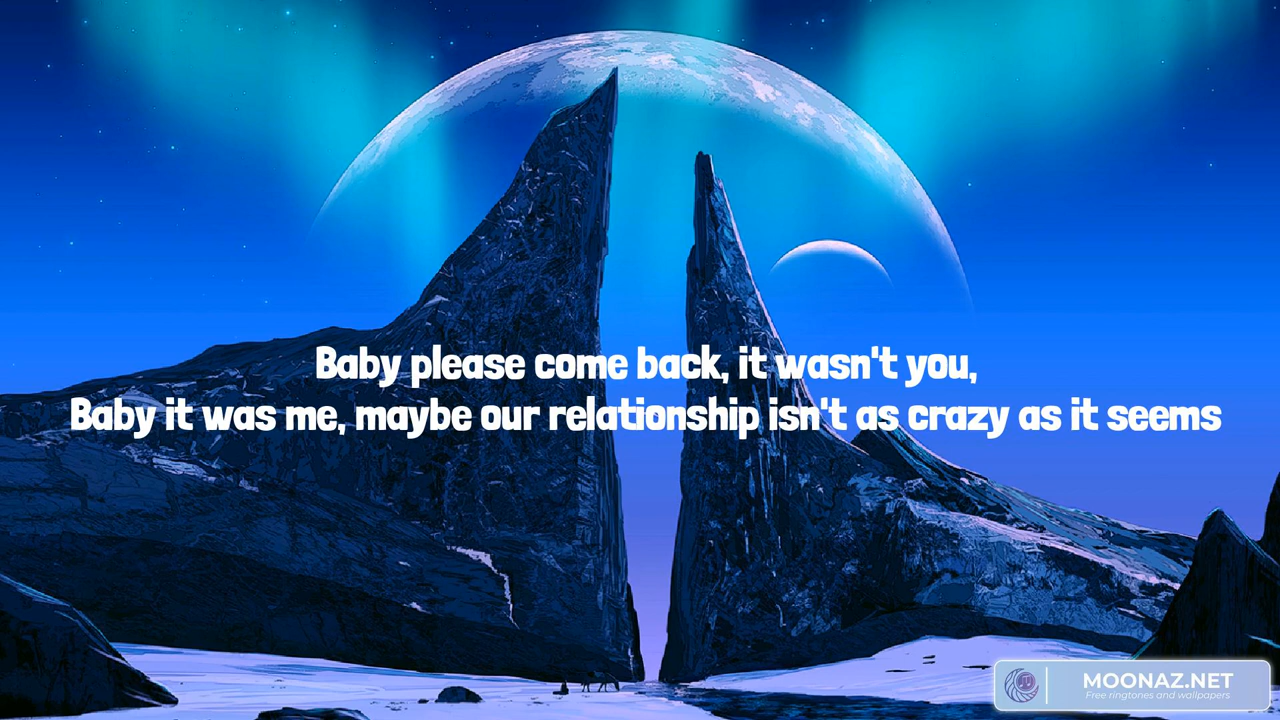 Baby please come back, it wasn't you,
Baby it was me, maybe our relationship isn't as crazy as it seems
MOONAZ.NET
Free ringtones and wallpapers